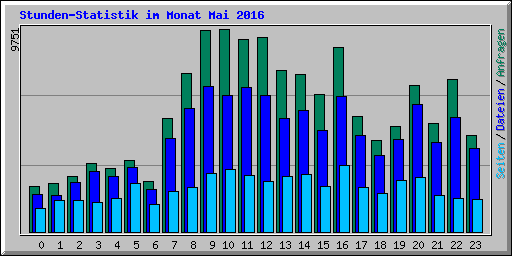 Stunden-Statistik im Monat Mai 2016
9751
Seiten / Dateien / Anfragen
0 1 2 3 4 5 6 7 8 9 10 11 12 13 14 15 16 17 18 19 20 21 22 23